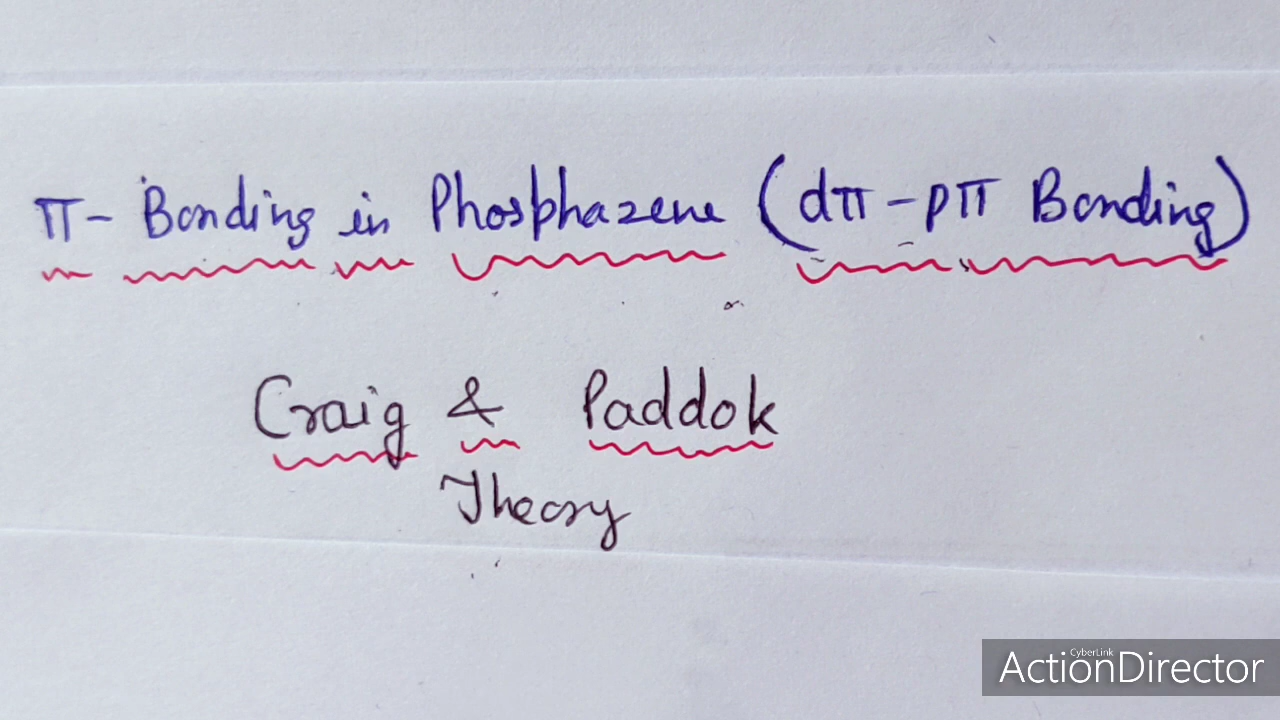 π- Bonding in Phosphazene (dπ-pπ Bonding)
Craig & Paddok
Theory
CyberLink
ActionDirector